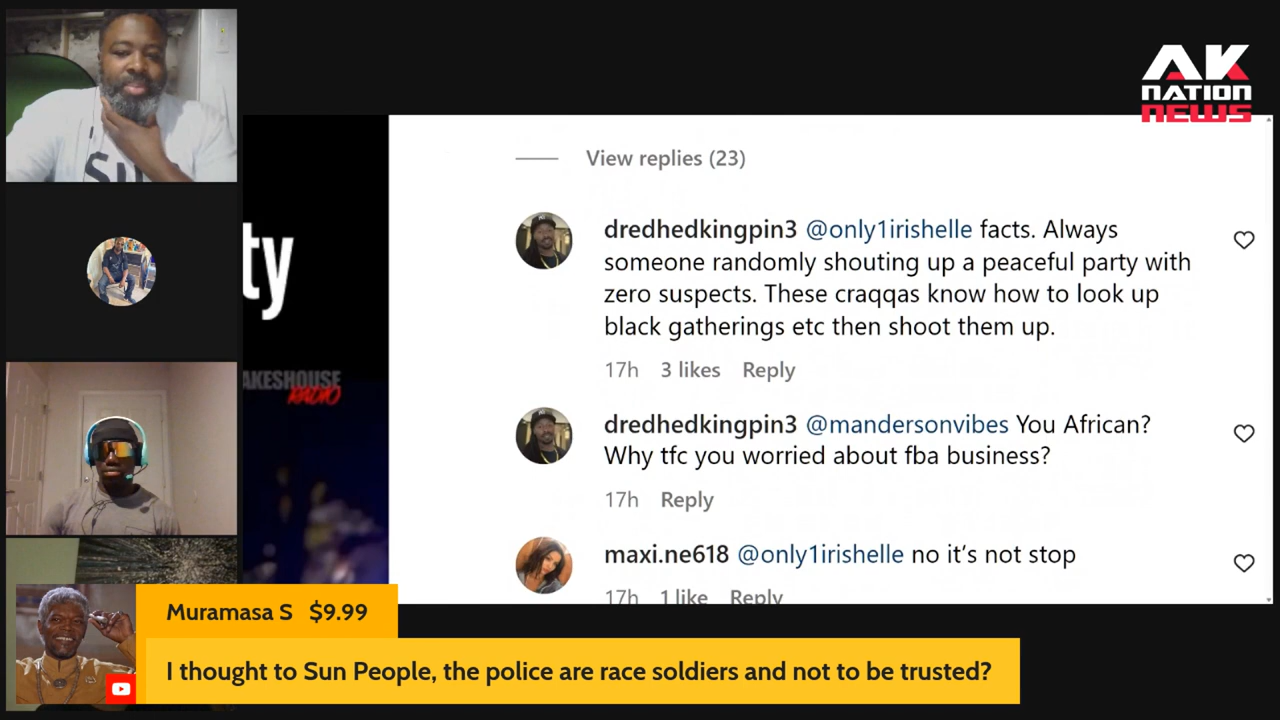 AK
NATION
NEWS
View replies (23)
dredhedkingpin3 @only1irishelle facts. Always
someone randomly shouting up a peaceful party with
zero suspects. These craqqas know how to look up
black gatherings etc then shoot them up.
17h 3 likes Reply
ty
AKESHOUSE
RADIO
dredhedkingpin3 @mandersonvibes You African?
Why tfc you worried about fba business?
17h Reply
maxi.ne618 @only1irishelle no it’s not stop
17h 1 like Reply
Muramasa S $9.99
I thought to Sun People, the police are race soldiers and not to be trusted?